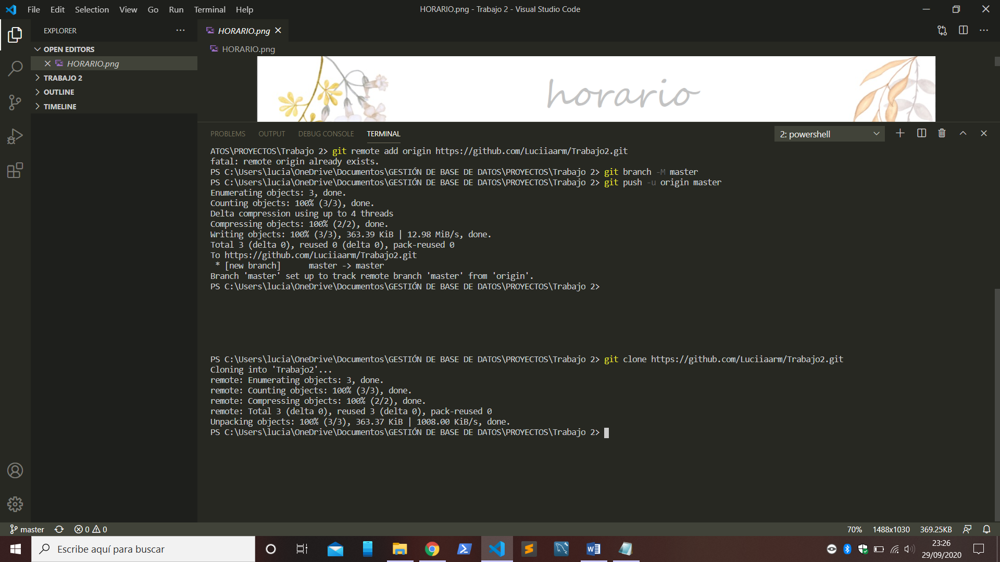 File Edit Selection View Go Run Terminal Help
HORARIO.png - Trabajo 2 - Visual Studio Code
EXPLORER
OPEN EDITORS
HORARIO.png
TRABAJO 2
OUTLINE
TIMELINE
HORARIO.png
HORARIO.png
horario
PROBLEMS OUTPUT DEBUG CONSOLE TERMINAL
2: powershell
ATOS\PROYECTOS\Trabajo 2> git remote add origin https://github.com/Luciiaarm/Trabajo2.git
fatal: remote origin already exists.
PS C:\Users\lucia\OneDrive\Documentos\GESTIÓN DE BASE DE DATOS\PROYECTOS\Trabajo 2> git branch -M master
PS C:\Users\lucia\OneDrive\Documentos\GESTIÓN DE BASE DE DATOS\PROYECTOS\Trabajo 2> git push -u origin master
Enumerating objects: 3, done.
Counting objects: 100% (3/3), done.
Delta compression using up to 4 threads
Compressing objects: 100% (2/2), done.
Writing objects: 100% (3/3), 363.39 KiB | 12.98 MiB/s, done.
Total 3 (delta 0), reused 0 (delta 0), pack-reused 0
To https://github.com/Luciiaarm/Trabajo2.git
* [new branch] master -> master
Branch 'master' set up to track remote branch 'master' from 'origin'.
PS C:\Users\lucia\OneDrive\Documentos\GESTIÓN DE BASE DE DATOS\PROYECTOS\Trabajo 2>
PS C:\Users\lucia\OneDrive\Documentos\GESTIÓN DE BASE DE DATOS\PROYECTOS\Trabajo 2> git clone https://github.com/Luciiaarm/Trabajo2.git
Cloning into 'Trabajo2'...
remote: Enumerating objects: 3, done.
remote: Counting objects: 100% (3/3), done.
remote: Compressing objects: 100% (2/2), done.
remote: Total 3 (delta 0), reused 3 (delta 0), pack-reused 0
Unpacking objects: 100% (3/3), 363.37 KiB | 1008.00 KiB/s, done.
PS C:\Users\lucia\OneDrive\Documentos\GESTIÓN DE BASE DE DATOS\PROYECTOS\Trabajo 2>
master 0 0
70% 1488x1030 369.25KB
Escribe aquí para buscar
23:26
29/09/2020